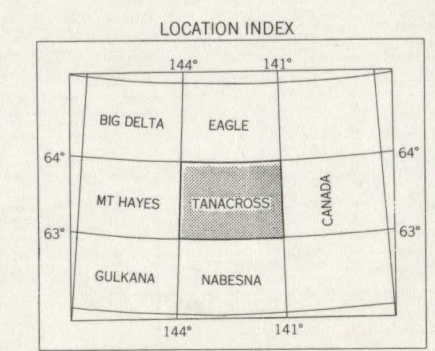 LOCATION INDEX
144° 141°
BIG DELTA EAGLE
64° 64°
MT HAYES TANACROSS CANADA
63° 63°
GULKANA NABESNA
144° 141°